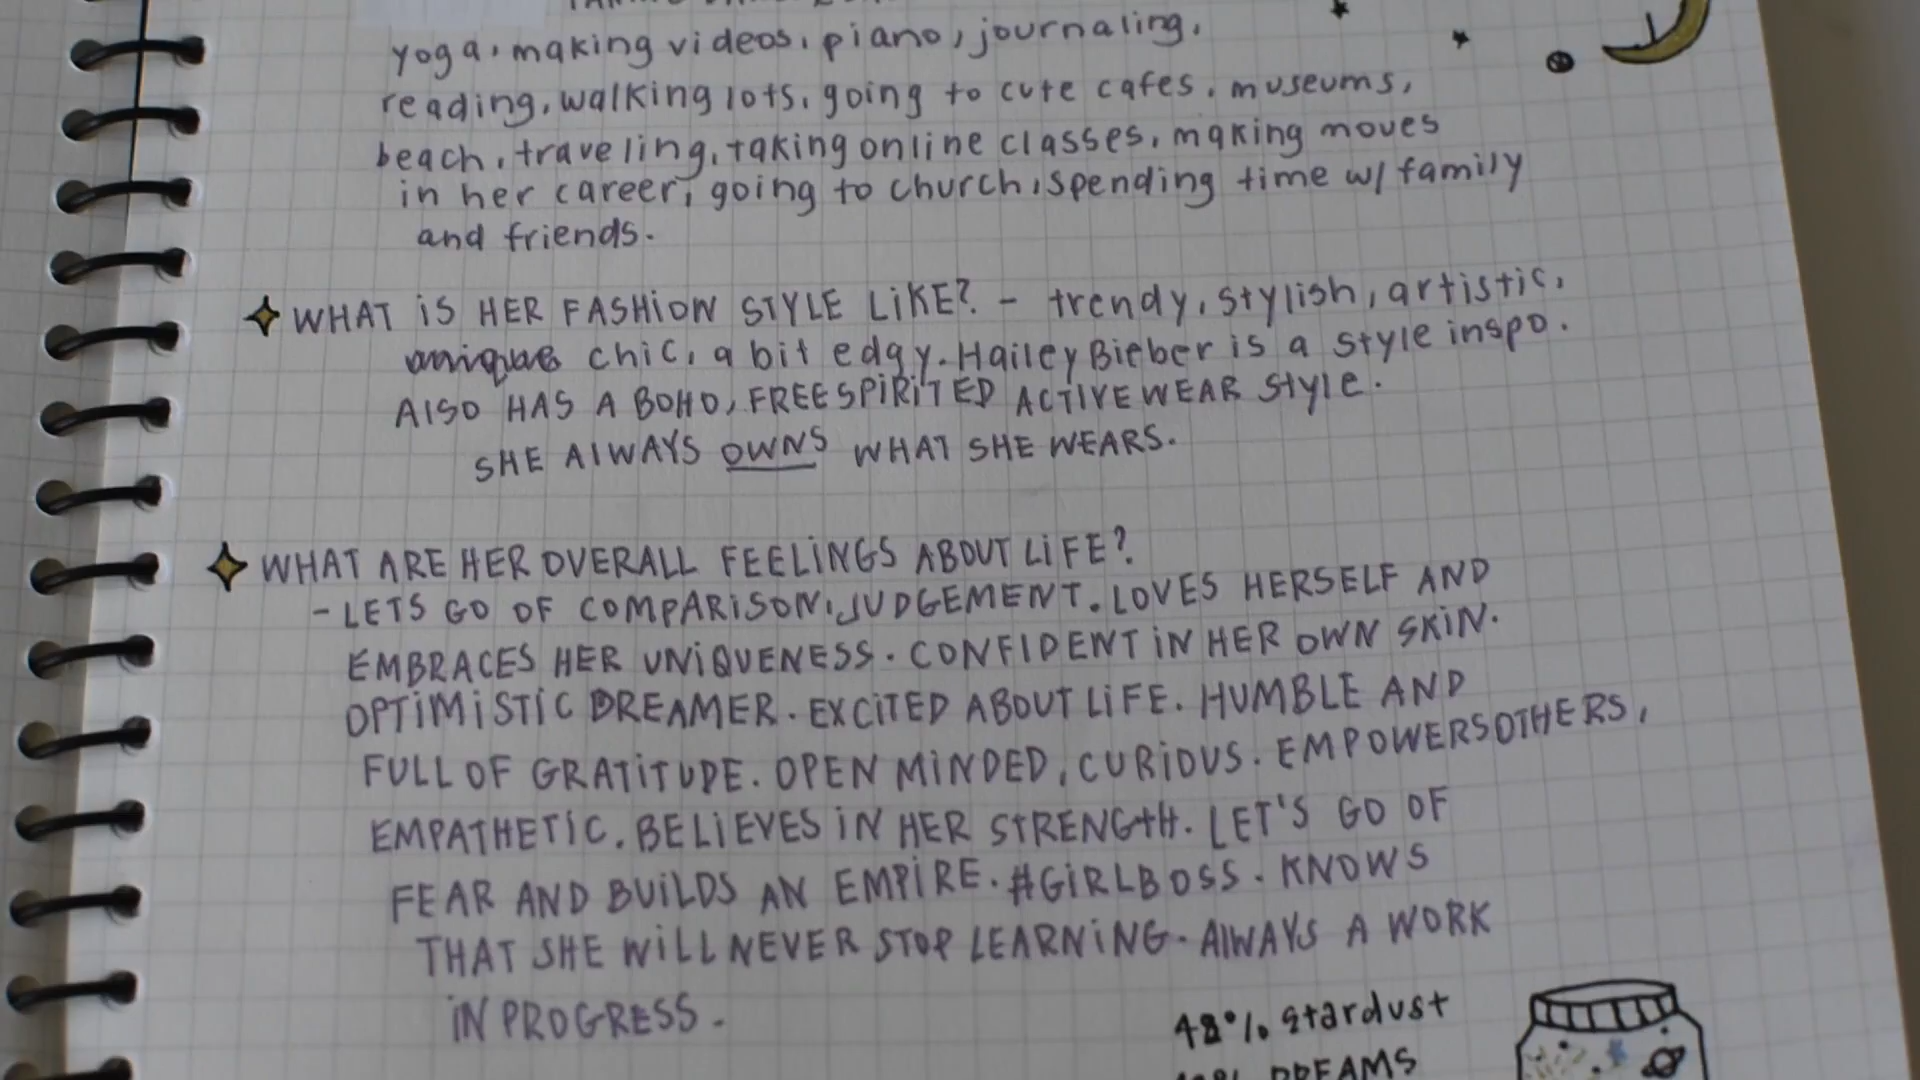 yoga, making videos, piano, journaling,
reading, walking lots, going to cute cafes, museums,
beach, traveling, taking online classes, making moves
in her career, going to church, spending time w/ family
and friends.
WHAT iS HER FASHION STYLE LiKE? - trendy, stylish, artistic,
chic, a bit edgy. Hailey Bieber is a style inspo.
AlSO HAS A BOHO, FREE SPiRiTED ACTIVEWEAR Style.
SHE AlWAYS OWNS WHAT SHE WEARS.
WHAT ARE HER OVERALL FEELiNGS ABOUT LiFE?
- LETS GO OF COMPARiSON, JUDGEMENT. LOVES HERSELF AND
EMBRACES HER UNiQUENESS. CONFIDENT iN HER OWN SKiN.
OPTiMiSTiC DREAMER. EXCiTED ABOUT LiFE. HUMBLE AND
FULL OF GRATiTUDE. OPEN MiNDED, CURiOUS. EMPOWERS OTHERS,
EMPATHETiC. BELiEVES iN HER STRENGtH. LET'S GO OF
FEAR AND BUiLDS AN EMPiRE. #GiRLBOSS. KNOWS
THAT SHE WiLL NEVER STOP LEARNiNG. AlWAYS A WORK
iN PROGRESS.
48% stardust
DREAMS